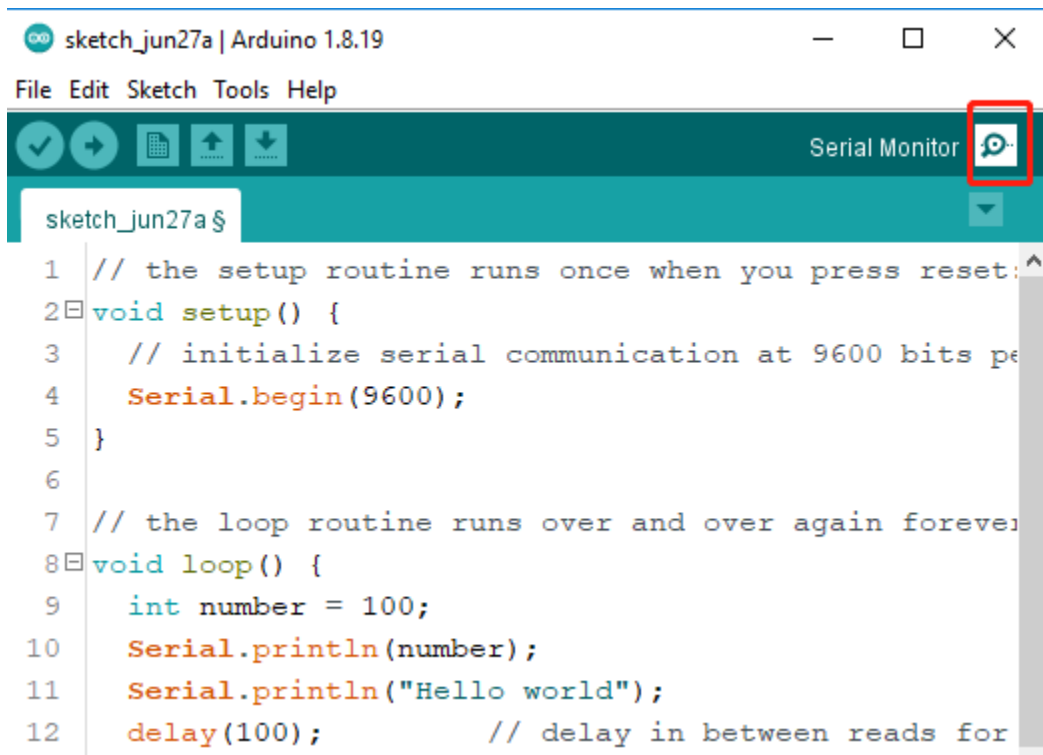 sketch_jun27a | Arduino 1.8.19
File Edit Sketch Tools Help
Serial Monitor
sketch_jun27a §
1 // the setup routine runs once when you press reset:
2 void setup() {
3   // initialize serial communication at 9600 bits pe
4   Serial.begin(9600);
5 }
6
7 // the loop routine runs over and over again forever
8 void loop() {
9   int number = 100;
10   Serial.println(number);
11   Serial.println("Hello world");
12   delay(100);         // delay in between reads for